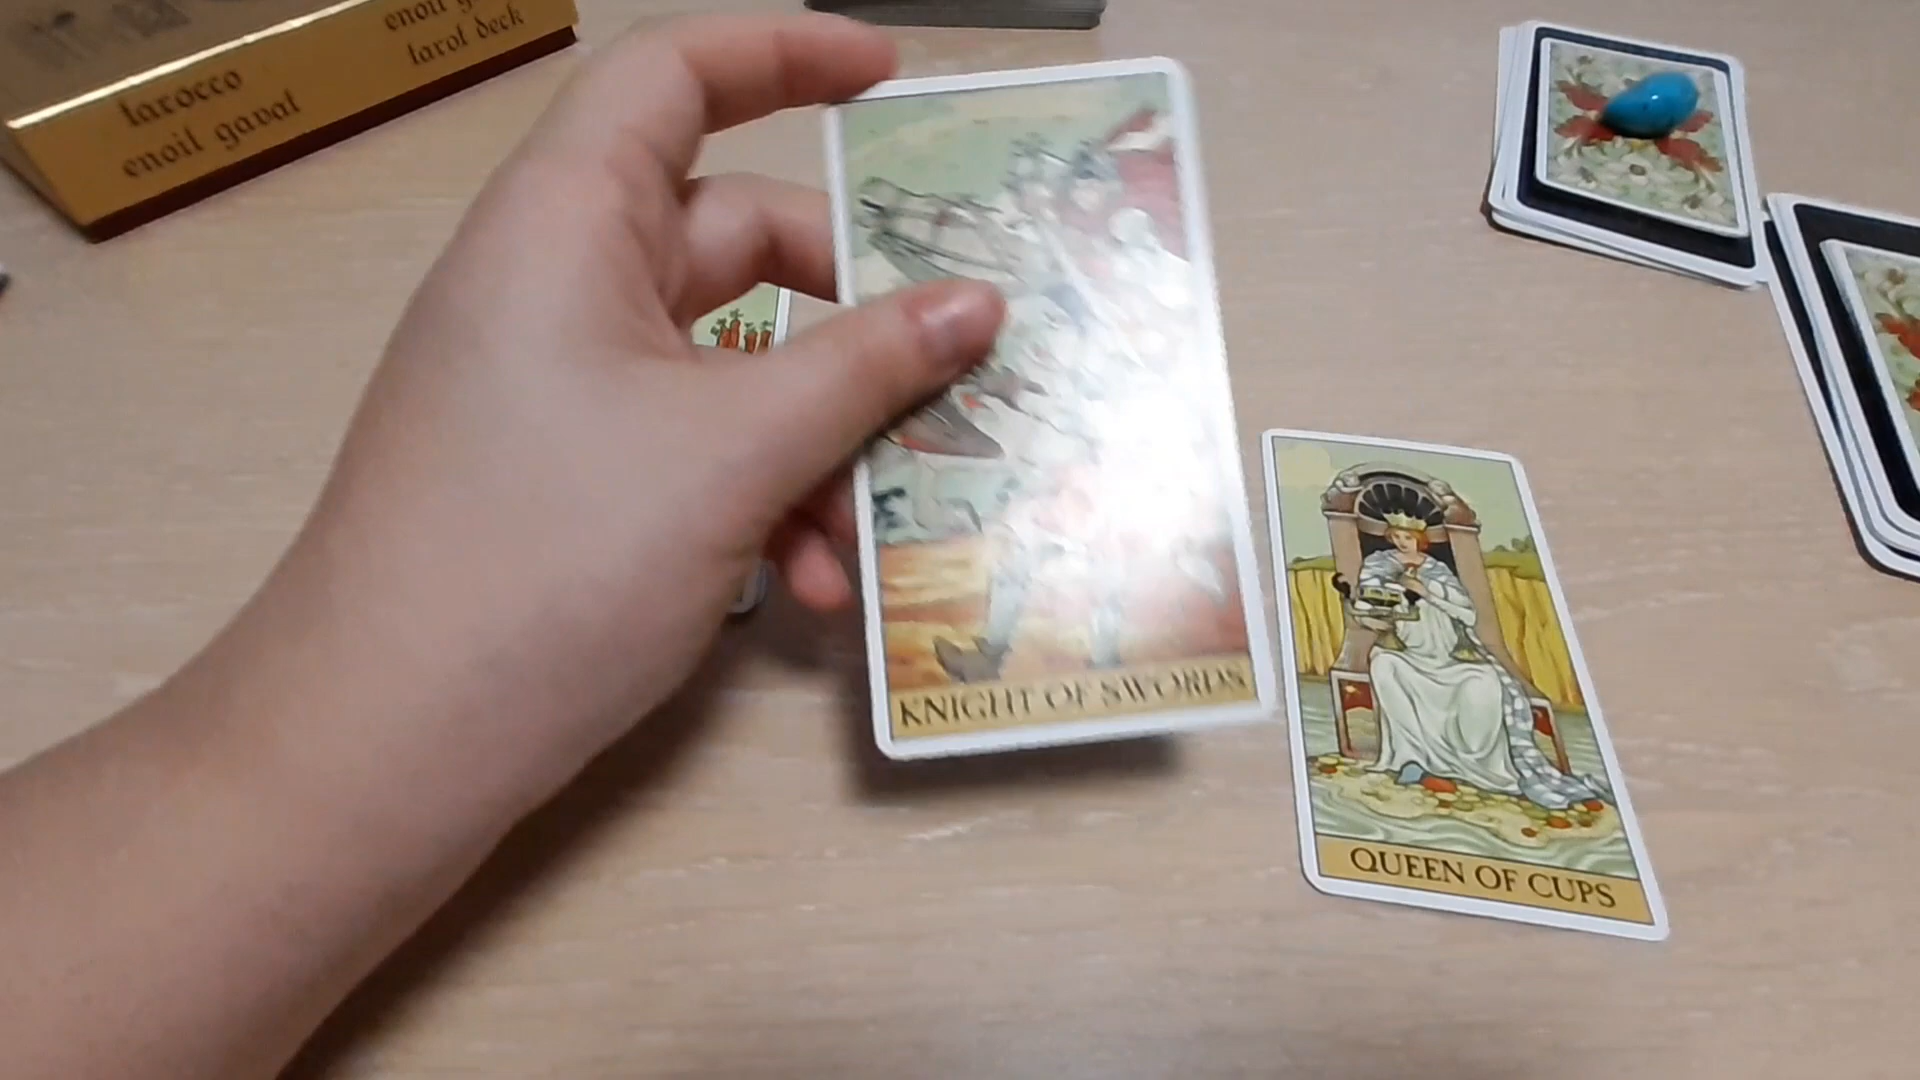 tarocco
enoil gaval
enoil g
tarot deck
KNIGHT OF SWORDS
QUEEN OF CUPS